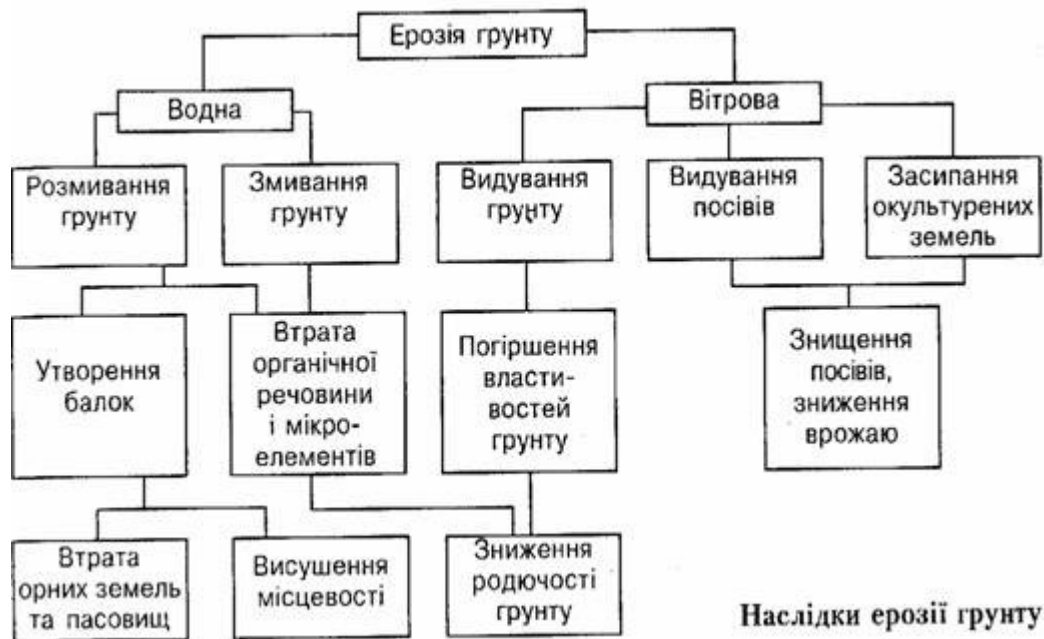 Ерозія грунту
Водна
Вітрова
Розмивання
грунту
Змивання
грунту
Видування
грунту
Видування
посівів
Засипання
окультурених
земель
Утворення
балок
Втрата
органічної
речовини
і мікро-
елементів
Погіршення
власти-
востей
грунту
Знищення
посівів,
зниження
врожаю
Втрата
орних земель
та пасовищ
Висушення
місцевості
Зниження
родючості
грунту
Наслідки ерозії грунту